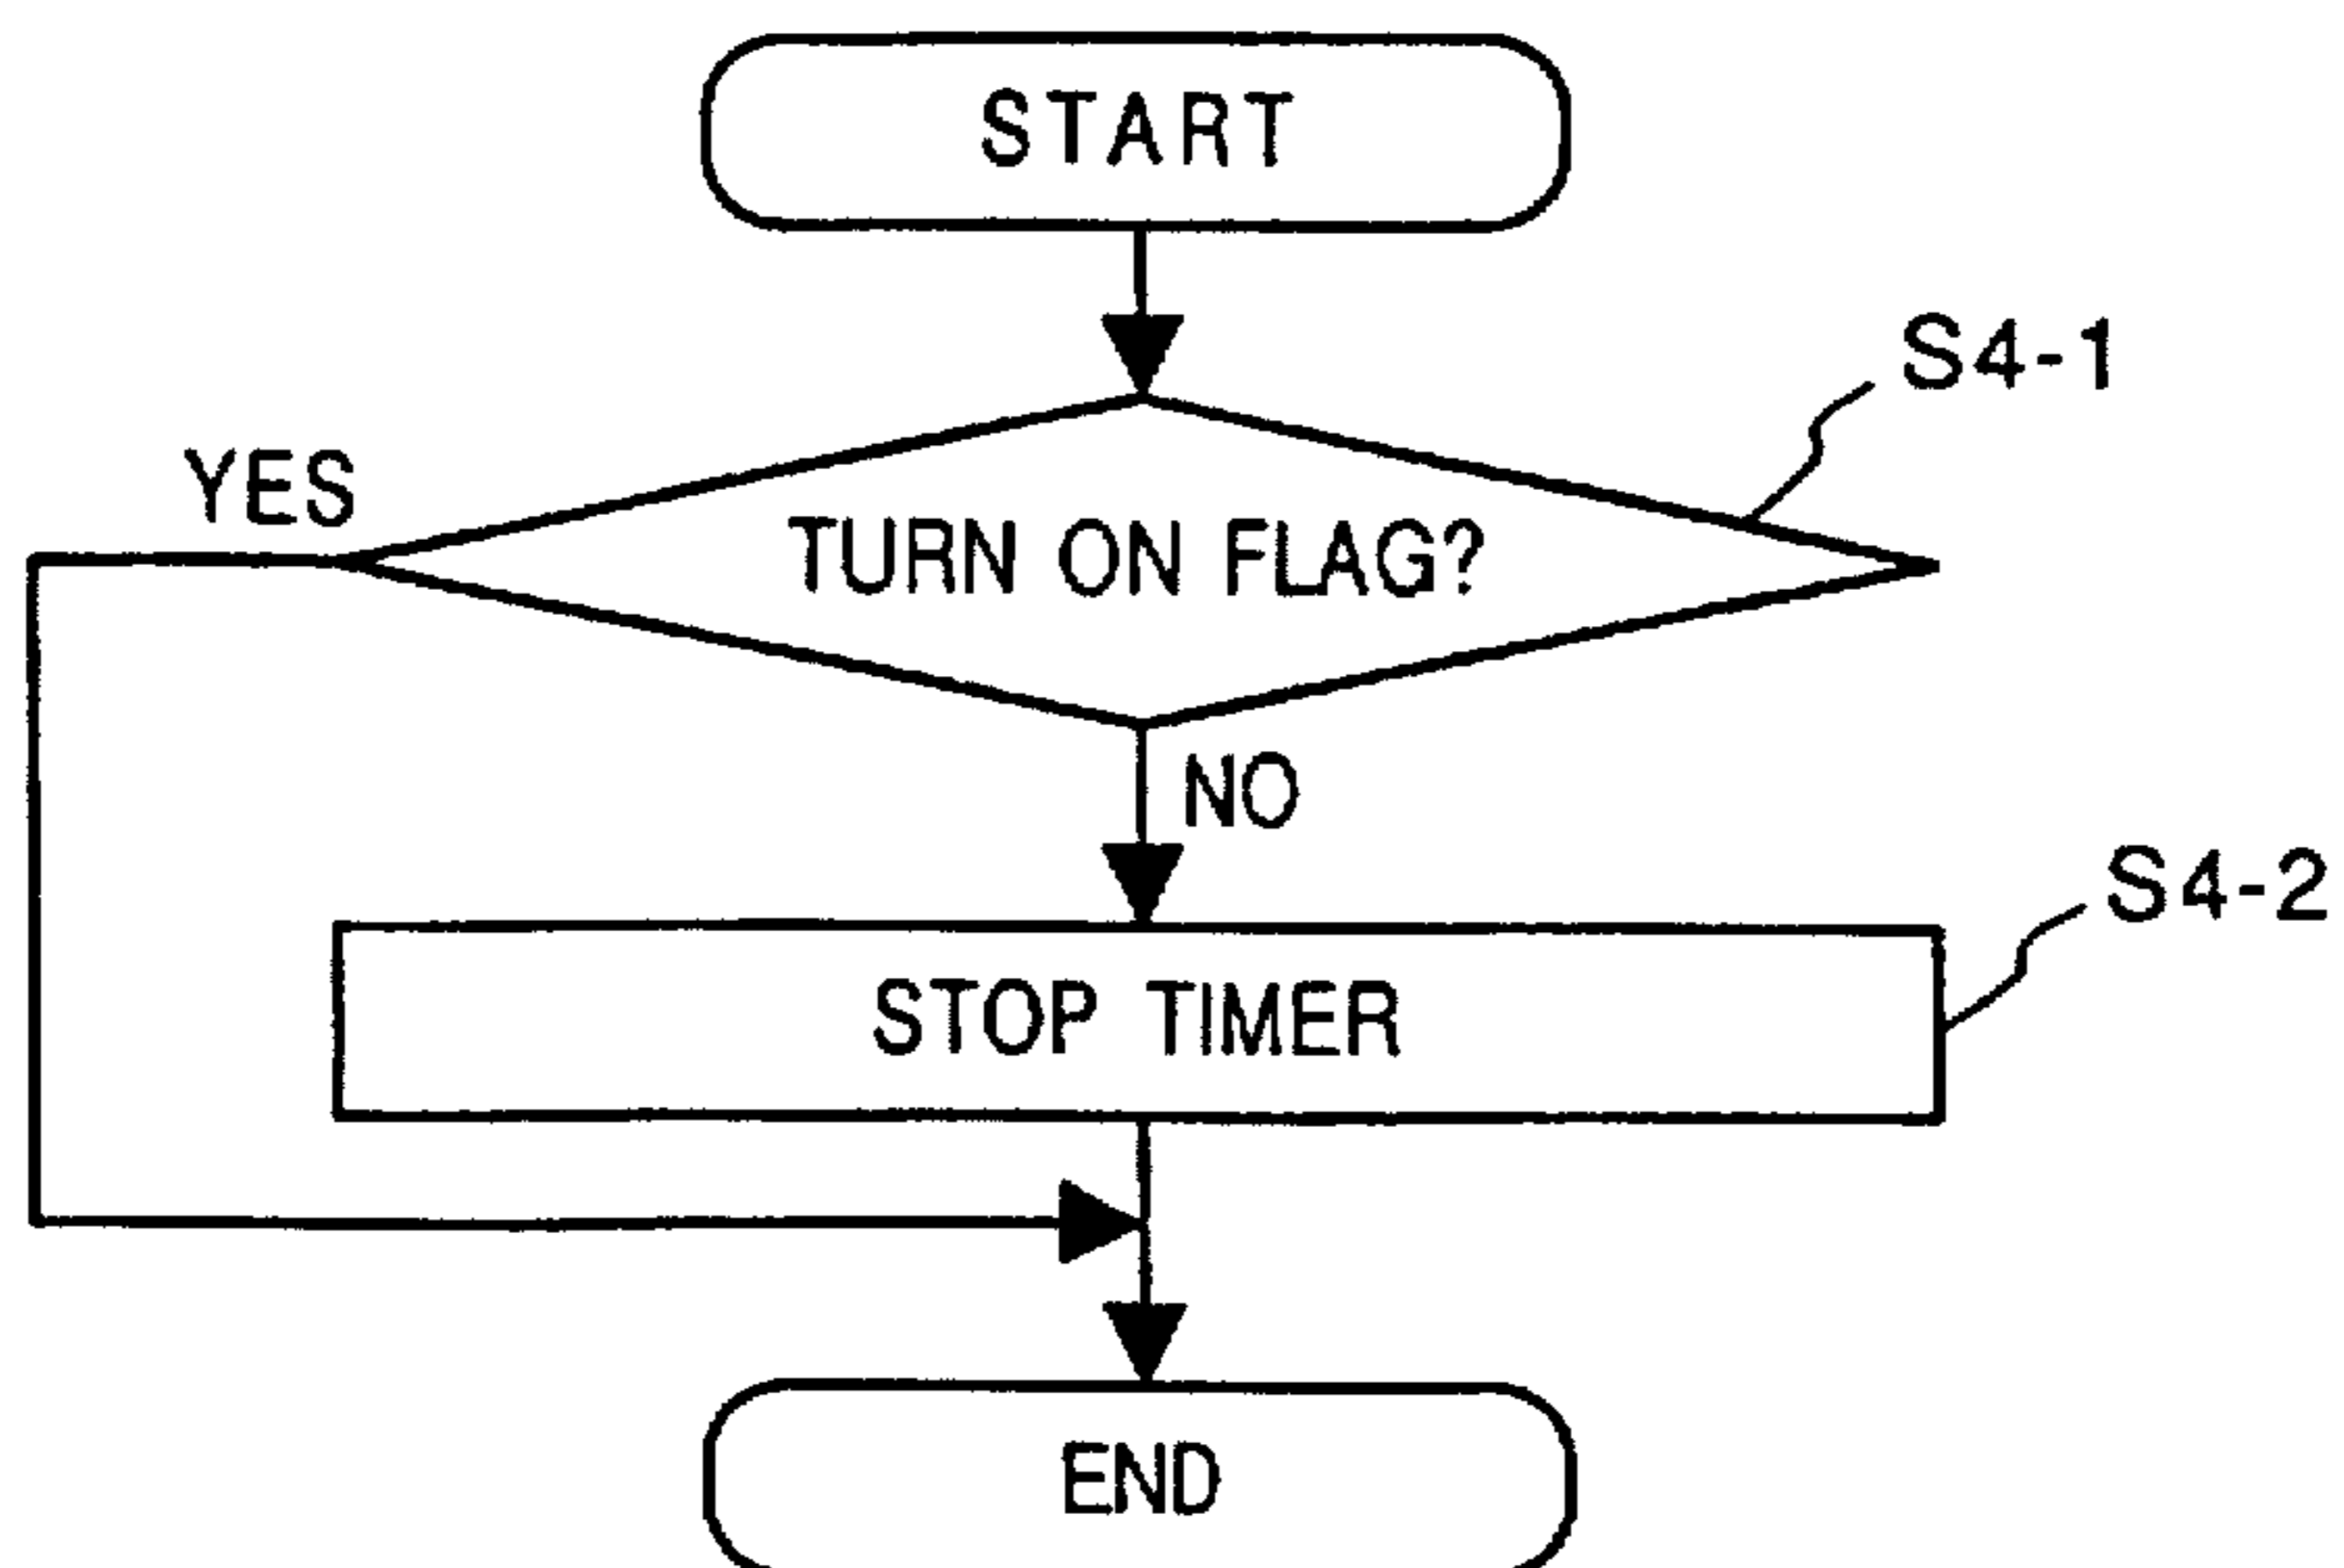 START
S4-1
YES
TURN ON FLAG?
NO
S4-2
STOP TIMER
END